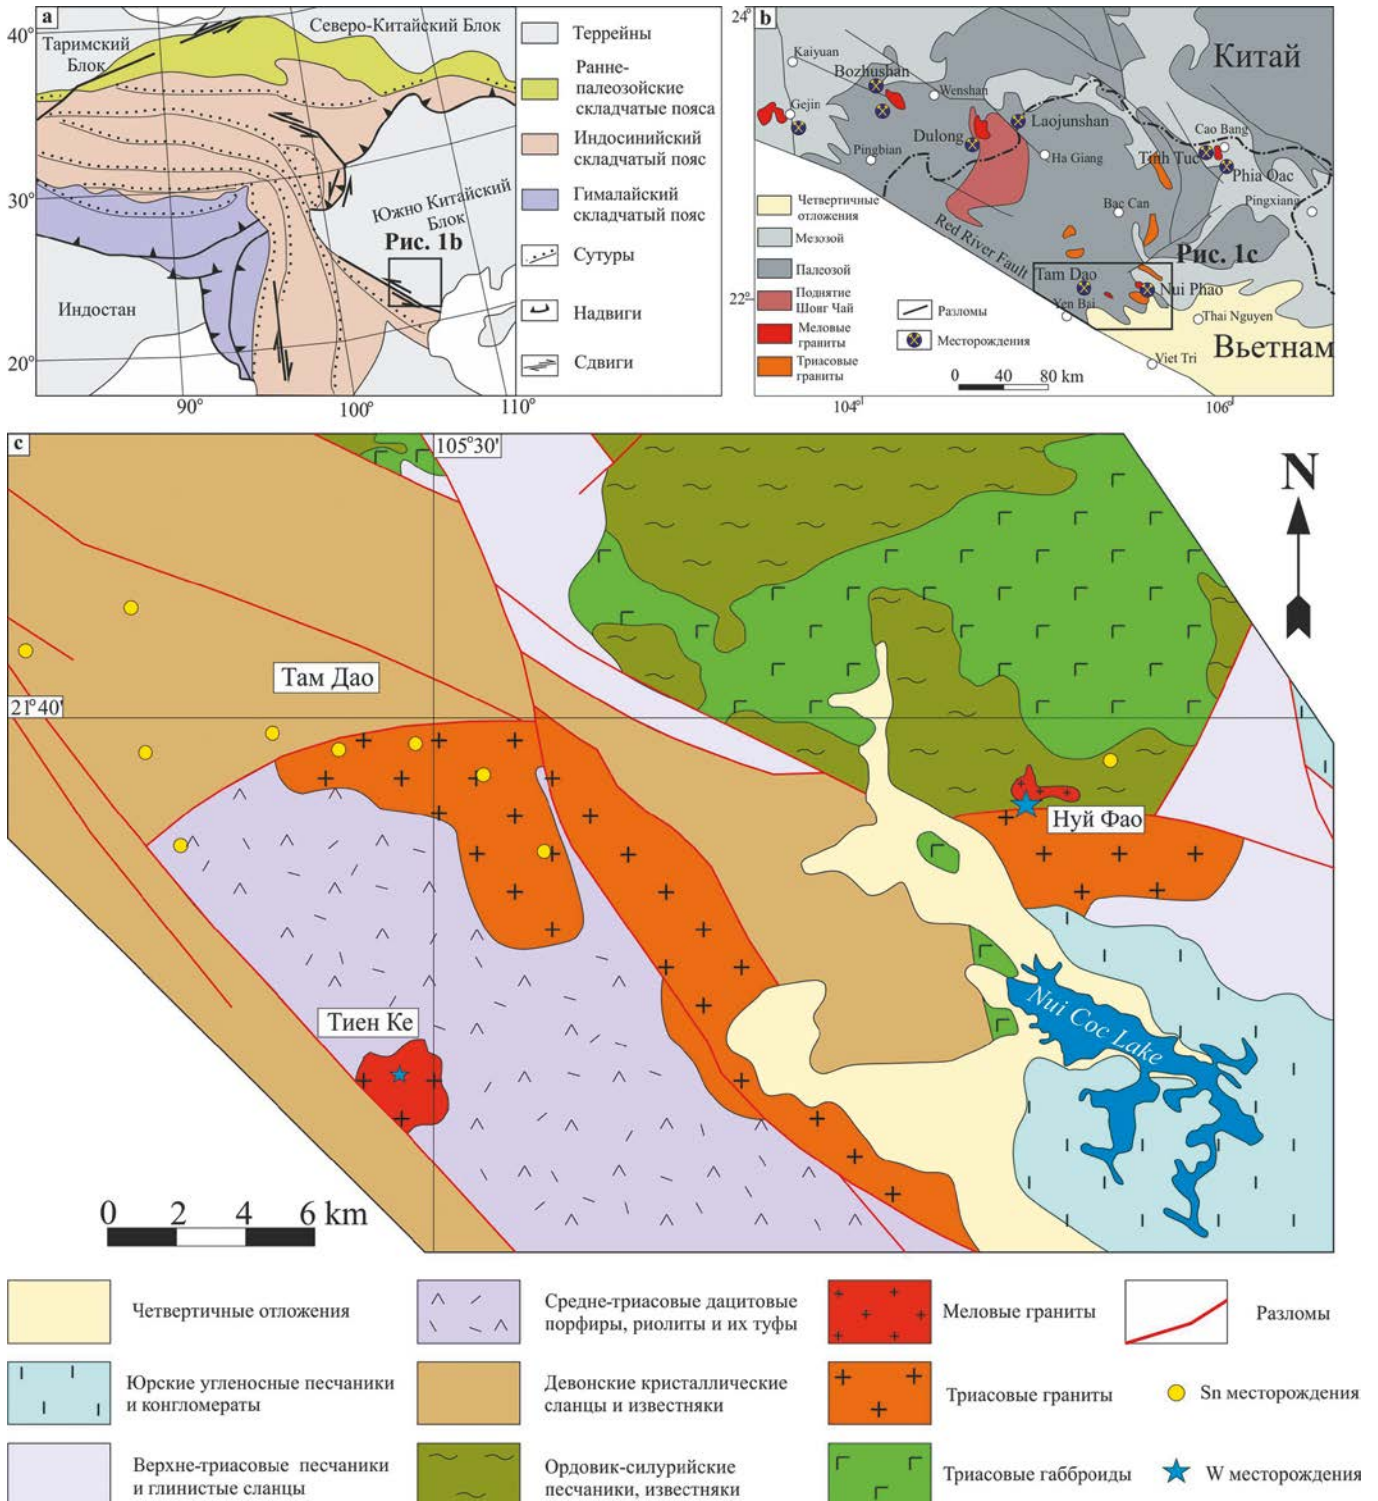 a
40°
30°
20°
90°
100°
110°
Таримский
Блок
Северо-Китайский Блок
Южно Китайский
Блок
Рис. 1b
Индостан
Террейны
Ранне-
палеозойские
складчатые пояса
Индосинийский
складчатый пояс
Гималайский
складчатый пояс
Сутуры
Надвиги
Сдвиги
b
24°
22°
104°
106°
Китай
Kaiyuan
Bozhushan
Wenshan
Gejin
Dulong
Laojunshan
Pingbian
Ha Giang
Cao Bang
Tinh Tuc
Phia Oac
Bac Can
Pingxiang
Red River Fault
Рис. 1c
Tam Dao
Nui Phao
Yen Bai
Thai Nguyen
Вьетнам
Viet Tri
Четвертичные
отложения
Мезозой
Палеозой
Поднятие
Шонг Чай
Меловые
граниты
Триасовые
граниты
Разломы
Месторождения
0 40 80 km
c
105°30'
N
Там Дао
21°40'
Нуй Фао
Тиен Ке
Nui Coc Lake
0 2 4 6 km
Четвертичные отложения
Юрские угленосные песчаники
и конгломераты
Верхне-триасовые песчаники
и глинистые сланцы
Средне-триасовые дацитовые
порфиры, риолиты и их туфы
Девонские кристаллические
сланцы и известняки
Ордовик-силурийские
песчаники, известняки
Меловые граниты
Триасовые граниты
Триасовые габброиды
Разломы
Sn месторождения
W месторождения